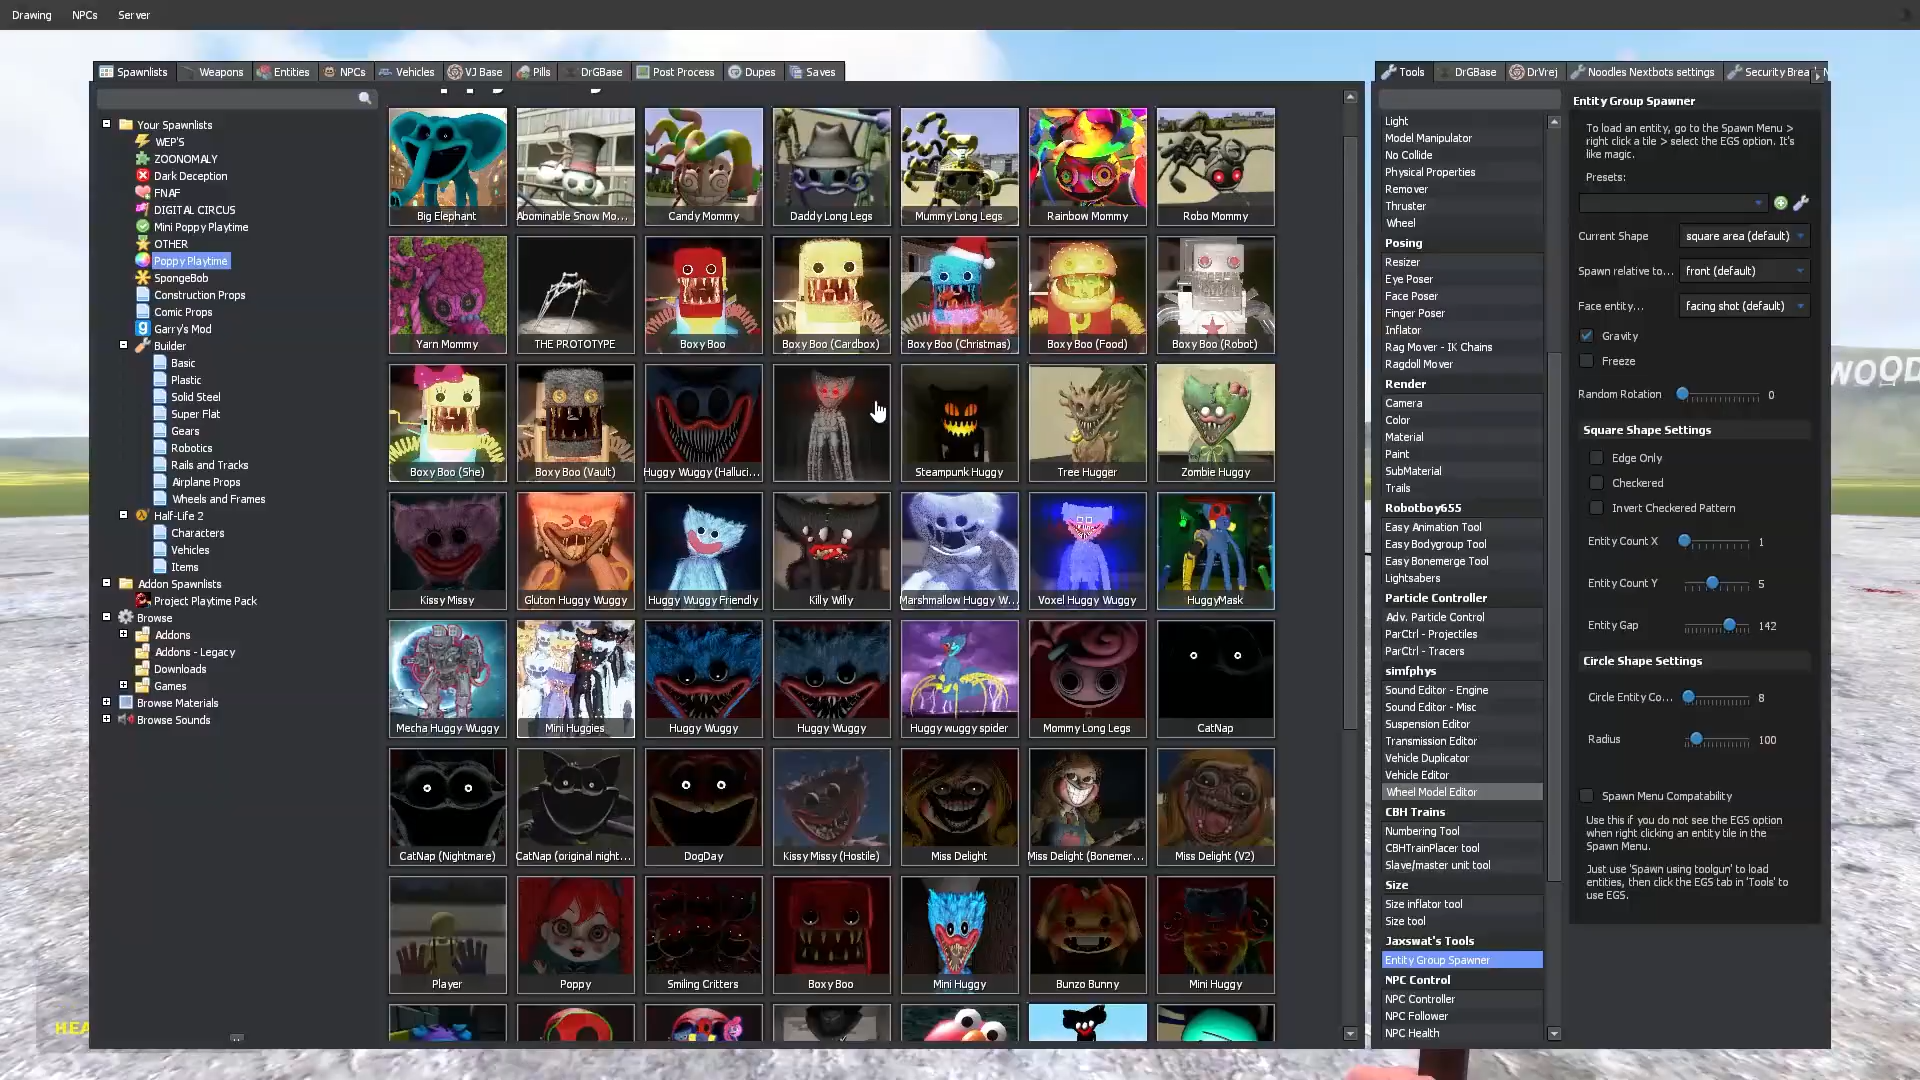 Drawing NPCs Server
Spawnlists Weapons Entities NPCs Vehicles VJ Base Pills DrGBase Post Process Dupes Saves
Your Spawnlists
WEP'S
ZOONOMALY
Dark Deception
FNAF
DIGITAL CIRCUS
Mini Poppy Playtime
OTHER
Poppy Playtime
SpongeBob
Construction Props
Comic Props
Garry's Mod
Builder
Basic
Plastic
Solid Steel
Super Flat
Gears
Robotics
Rails and Tracks
Airplane Props
Wheels and Frames
Half-Life 2
Characters
Vehicles
Items
Addon Spawnlists
Project Playtime Pack
Browse
Addons
Addons - Legacy
Downloads
Games
Browse Materials
Browse Sounds
Big Elephant Abominable Snow Mo... Candy Mommy Daddy Long Legs Mummy Long Legs Rainbow Mommy Robo Mommy
Yarn Mommy THE PROTOTYPE Boxy Boo Boxy Boo (Cardbox) Boxy Boo (Christmas) Boxy Boo (Food) Boxy Boo (Robot)
Boxy Boo (She) Boxy Boo (Vault) Huggy Wuggy (Halluci... Steampunk Huggy Tree Hugger Zombie Huggy
Kissy Missy Gluton Huggy Wuggy Huggy Wuggy Friendly Killy Willy Marshmallow Huggy W... Voxel Huggy Wuggy HuggyMask
Mecha Huggy Wuggy Mini Huggies Huggy Wuggy Huggy Wuggy Huggy wuggy spider Mommy Long Legs CatNap
CatNap (Nightmare) CatNap (original night... DogDay Kissy Missy (Hostile) Miss Delight Miss Delight (Bonemer... Miss Delight (V2)
Player Poppy Smiling Critters Boxy Boo Mini Huggy Bunzo Bunny Mini Huggy
Tools DrGBase DrVrej Noodles Nextbots settings Security Brea
Light
Model Manipulator
No Collide
Physical Properties
Remover
Thruster
Wheel
Posing
Resizer
Eye Poser
Face Poser
Finger Poser
Inflator
Rag Mover - IK Chains
Ragdoll Mover
Render
Camera
Color
Material
Paint
SubMaterial
Trails
Robotboy655
Easy Animation Tool
Easy Bodygroup Tool
Easy Bonemerge Tool
Lightsabers
Particle Controller
Adv. Particle Control
ParCtrl - Projectiles
ParCtrl - Tracers
simfphys
Sound Editor - Engine
Sound Editor - Misc
Suspension Editor
Transmission Editor
Vehicle Duplicator
Vehicle Editor
Wheel Model Editor
CBH Trains
Numbering Tool
CBHTrainPlacer tool
Slave/master unit tool
Size
Size inflator tool
Size tool
Jaxswat's Tools
Entity Group Spawner
NPC Control
NPC Controller
NPC Follower
NPC Health
Entity Group Spawner
To load an entity, go to the Spawn Menu >
right click a tile > select the EGS option. It's
like magic.
Presets:
Current Shape square area (default)
Spawn relative to... front (default)
Face entity... facing shot (default)
Gravity
Freeze
Random Rotation 0
Square Shape Settings
Edge Only
Checkered
Invert Checkered Pattern
Entity Count X 1
Entity Count Y 5
Entity Gap 142
Circle Shape Settings
Circle Entity Co... 8
Radius 100
Spawn Menu Compatability
Use this if you do not see the EGS option
when right clicking an entity tile in the
Spawn Menu.
Just use 'Spawn using toolgun' to load
entities, then click the EGS tab in 'Tools' to
use EGS.
WOOD
HEA